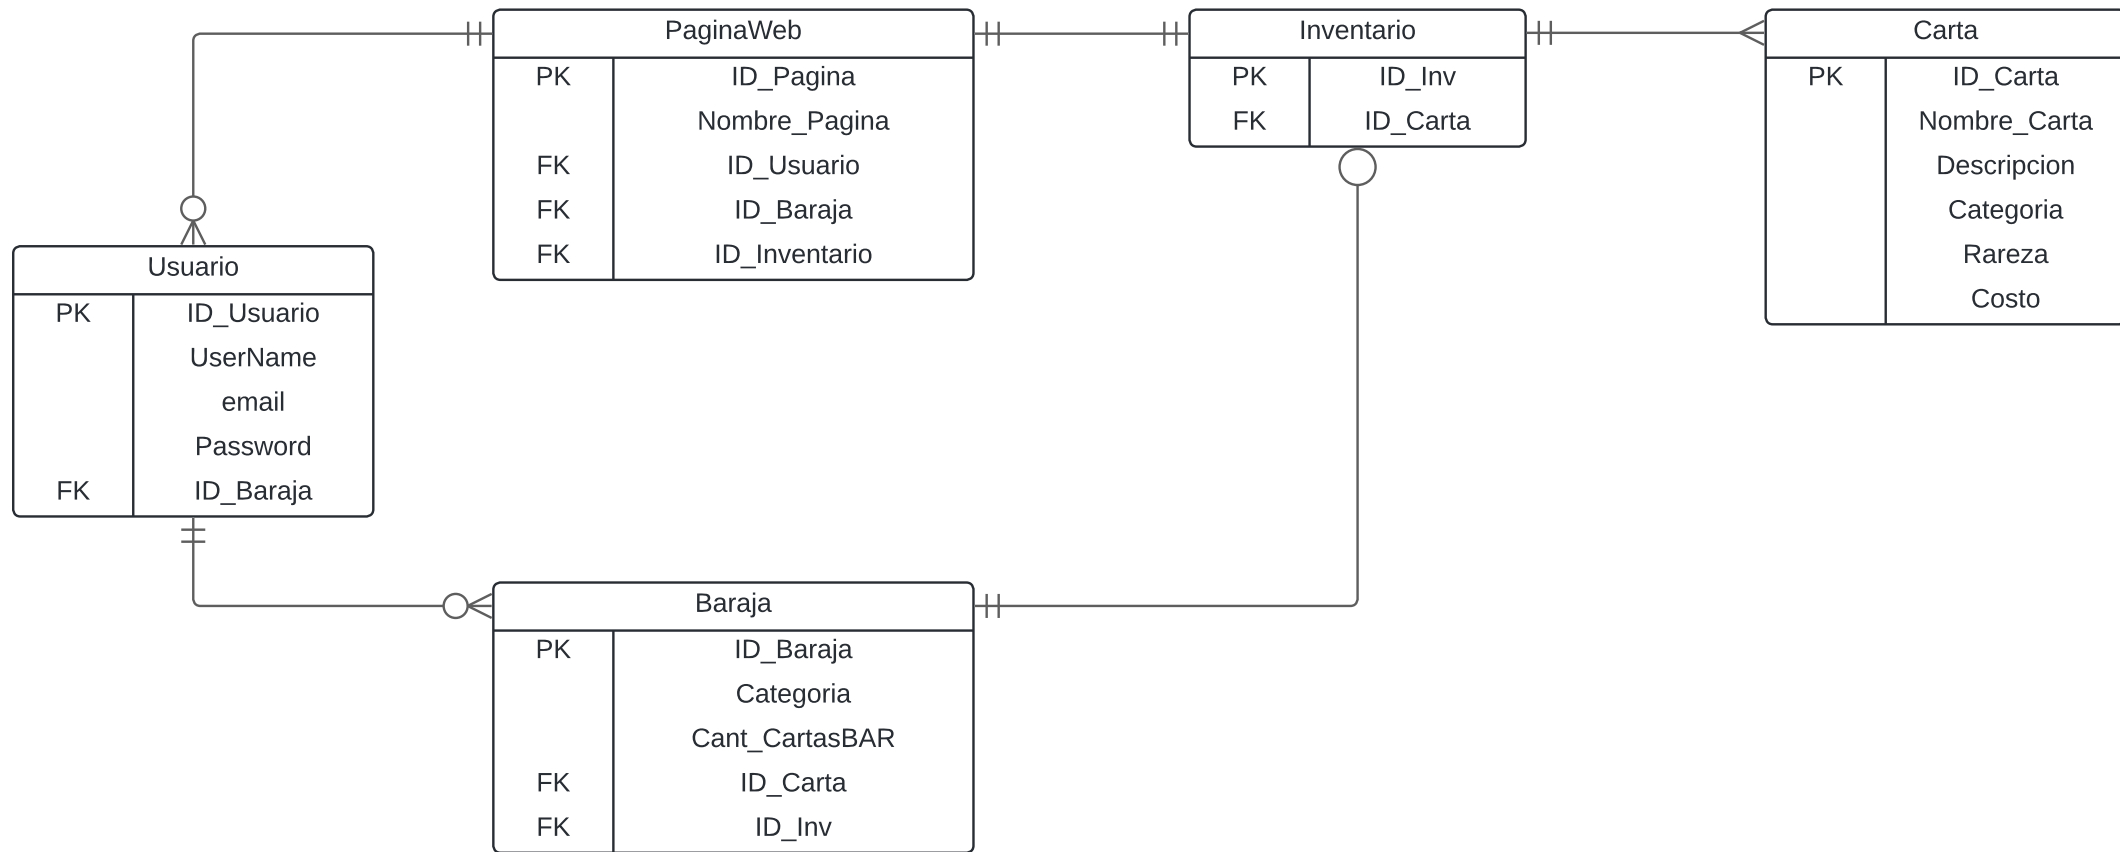 PaginaWeb
PK ID_Pagina
Nombre_Pagina
FK ID_Usuario
FK ID_Baraja
FK ID_Inventario
Inventario
PK ID_Inv
FK ID_Carta
Carta
PK ID_Carta
Nombre_Carta
Descripcion
Categoria
Rareza
Costo
Usuario
PK ID_Usuario
UserName
email
Password
FK ID_Baraja
Baraja
PK ID_Baraja
Categoria
Cant_CartasBAR
FK ID_Carta
FK ID_Inv